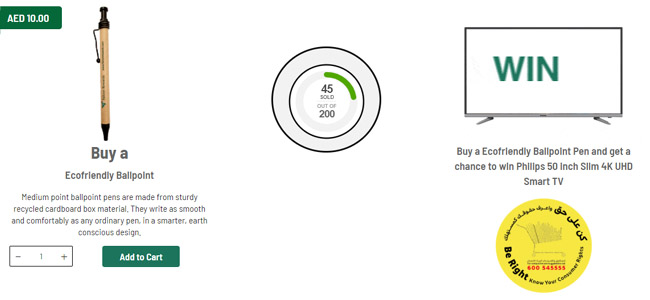 AED 10.00
Buy a
Ecofriendly Ballpoint
Medium point ballpoint pens are made from sturdy
recycled cardboard box material. They write as smooth
and comfortably as any ordinary pen, in a smarter, earth
conscious design.
− 1 +
Add to Cart
45
SOLD
OUT OF
200
WIN
Buy a Ecofriendly Ballpoint Pen and get a
chance to win Philips 50 Inch Slim 4K UHD
Smart TV
كن على حق واعرف حقوقك كمستهلك
600 545555
Be Right Know Your Consumer Rights